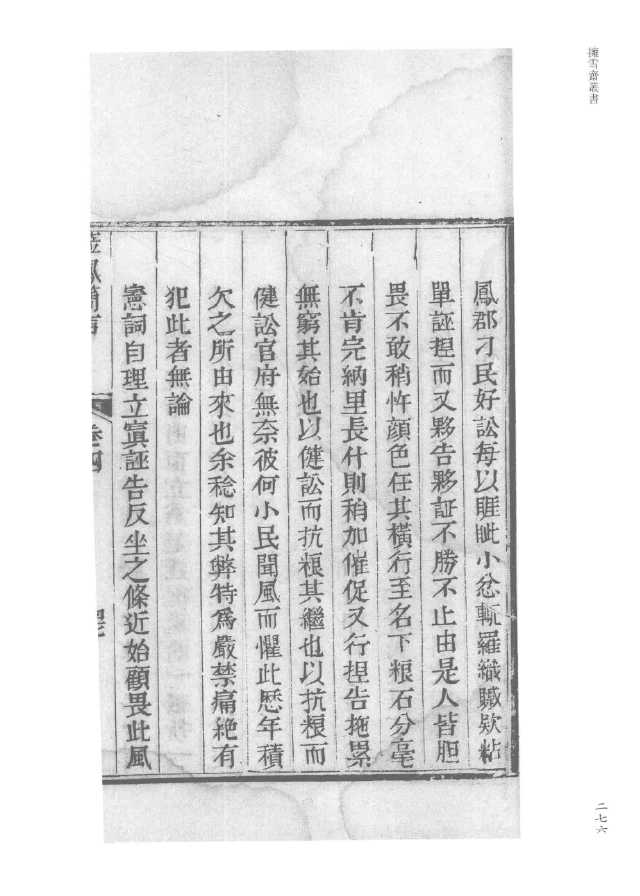 擁雪齋叢書
鳳郡刁民好訟每以睚眦小忿輒羅織贓欵粘
單誣捏而又夥告夥証不勝不止由是人皆胆
畏不敢稍忤顔色任其橫行至名下粮石分毫
不肯完納里長什則稍加催促又行捏告拖累
無窮其始也以健訟而抗粮其繼也以抗粮而
健訟官府無奈彼何小民聞風而懼此歷年積
欠之所由來也余稔知其弊特爲嚴禁痛絶有
犯此者無論
憲詞自理立寘誣告反坐之條近始顧畏此風
卷四
二七六